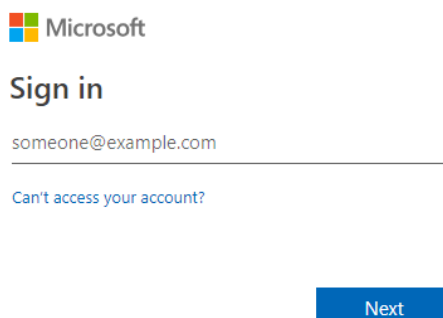 Microsoft
Sign in
someone@example.com
Can't access your account?
Next